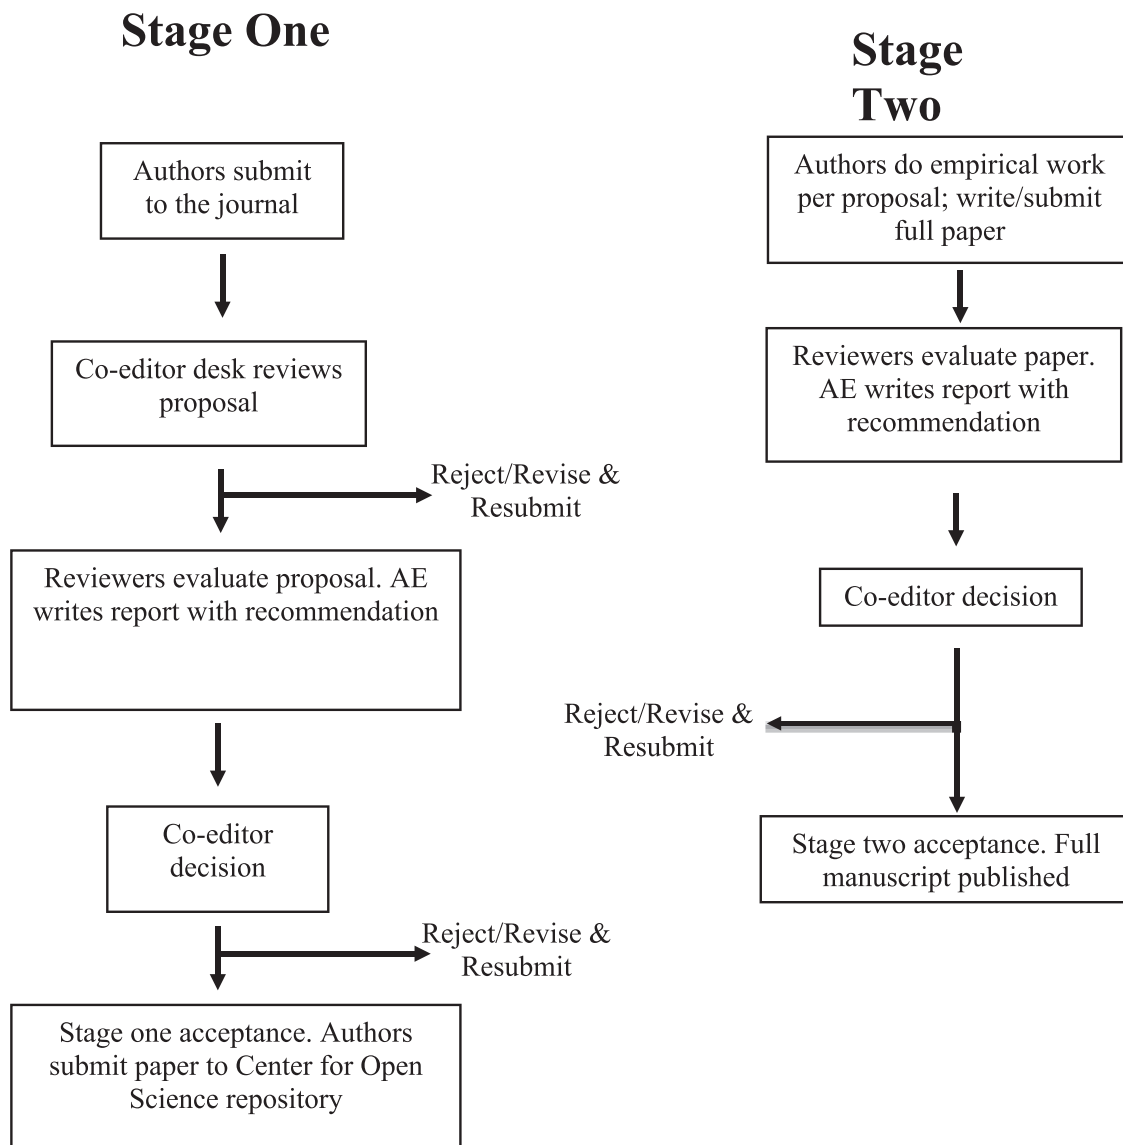 Stage One
Authors submit
to the journal
Co-editor desk reviews
proposal
Reject/Revise &
Resubmit
Reviewers evaluate proposal. AE
writes report with recommendation
Co-editor
decision
Reject/Revise &
Resubmit
Stage one acceptance. Authors
submit paper to Center for Open
Science repository
Stage
Two
Authors do empirical work
per proposal; write/submit
full paper
Reviewers evaluate paper.
AE writes report with
recommendation
Co-editor decision
Reject/Revise &
Resubmit
Stage two acceptance. Full
manuscript published